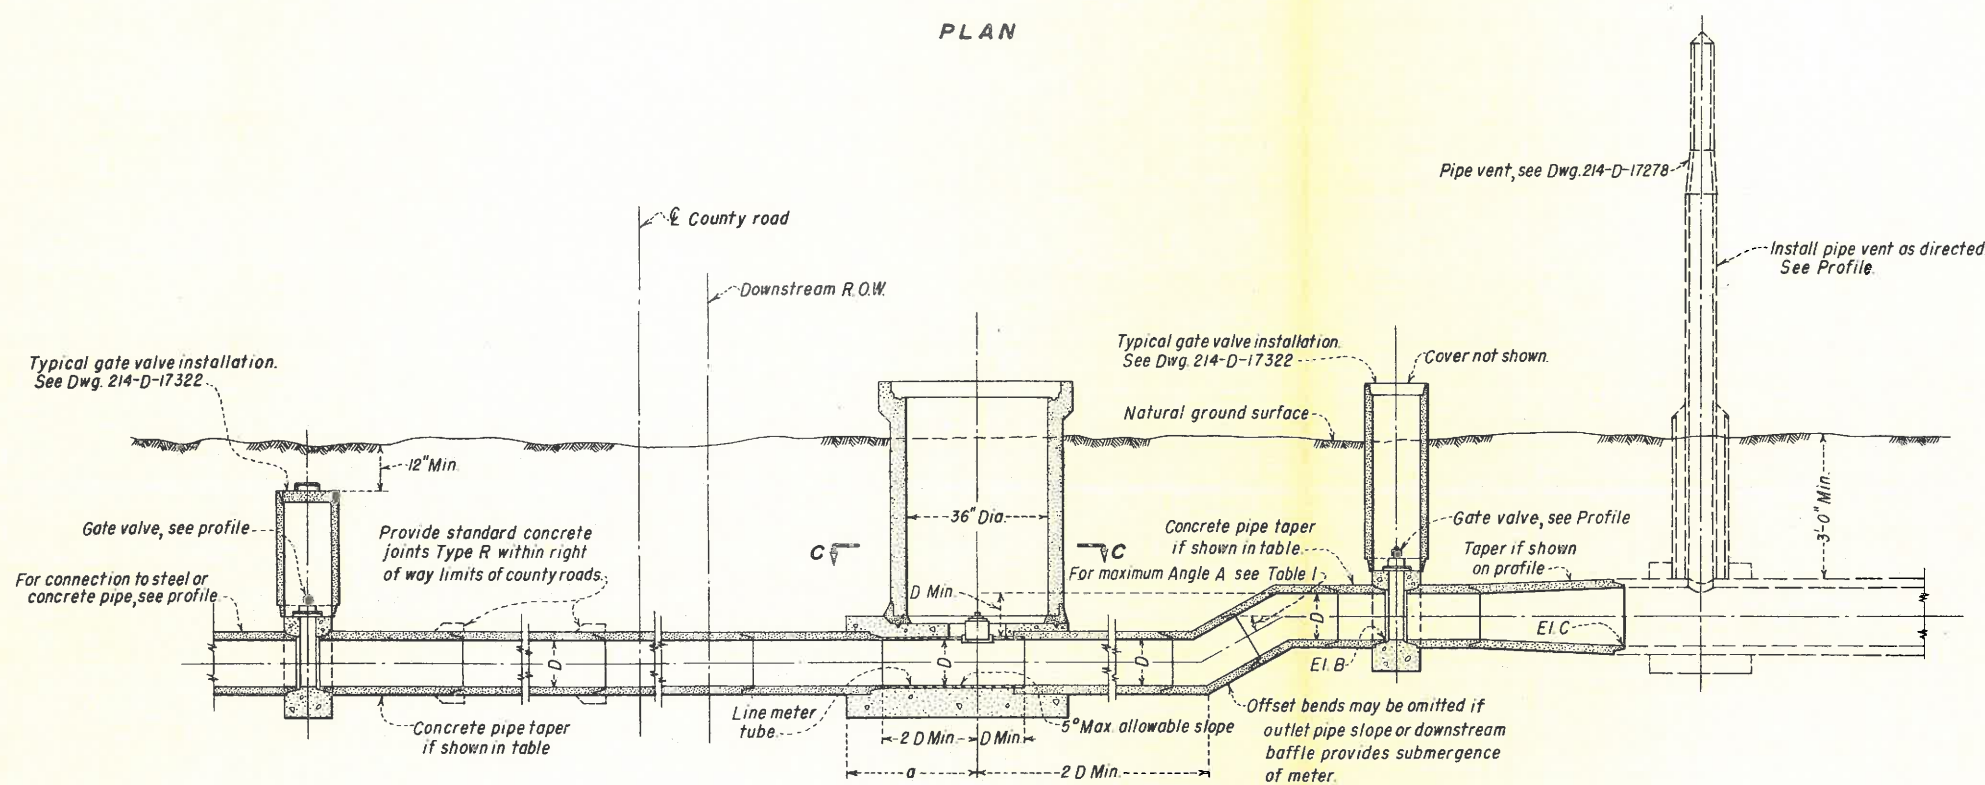 PLAN
Pipe vent, see Dwg. 214-D-17278
℄ County road
Install pipe vent as directed
See Profile.
Downstream R.O.W.
Typical gate valve installation.
See Dwg. 214-D-17322
Typical gate valve installation.
See Dwg. 214-D-17322
Cover not shown.
Natural ground surface
12" Min.
3'-0" Min.
36" Dia.
Gate valve, see profile
Provide standard concrete
joints Type R within right
of way limits of county roads.
C
C
Concrete pipe taper
if shown in table.
Gate valve, see Profile
Taper if shown
on profile
For connection to steel or
concrete pipe, see profile
For maximum Angle A see Table I
D Min.
A
D
D
D
D
El. C
El. B
Concrete pipe taper
if shown in table
Line meter
tube.
5° Max. allowable slope
2 D Min.
D Min.
Offset bends may be omitted if
outlet pipe slope or downstream
baffle provides submergence
of meter.
a
2 D Min.